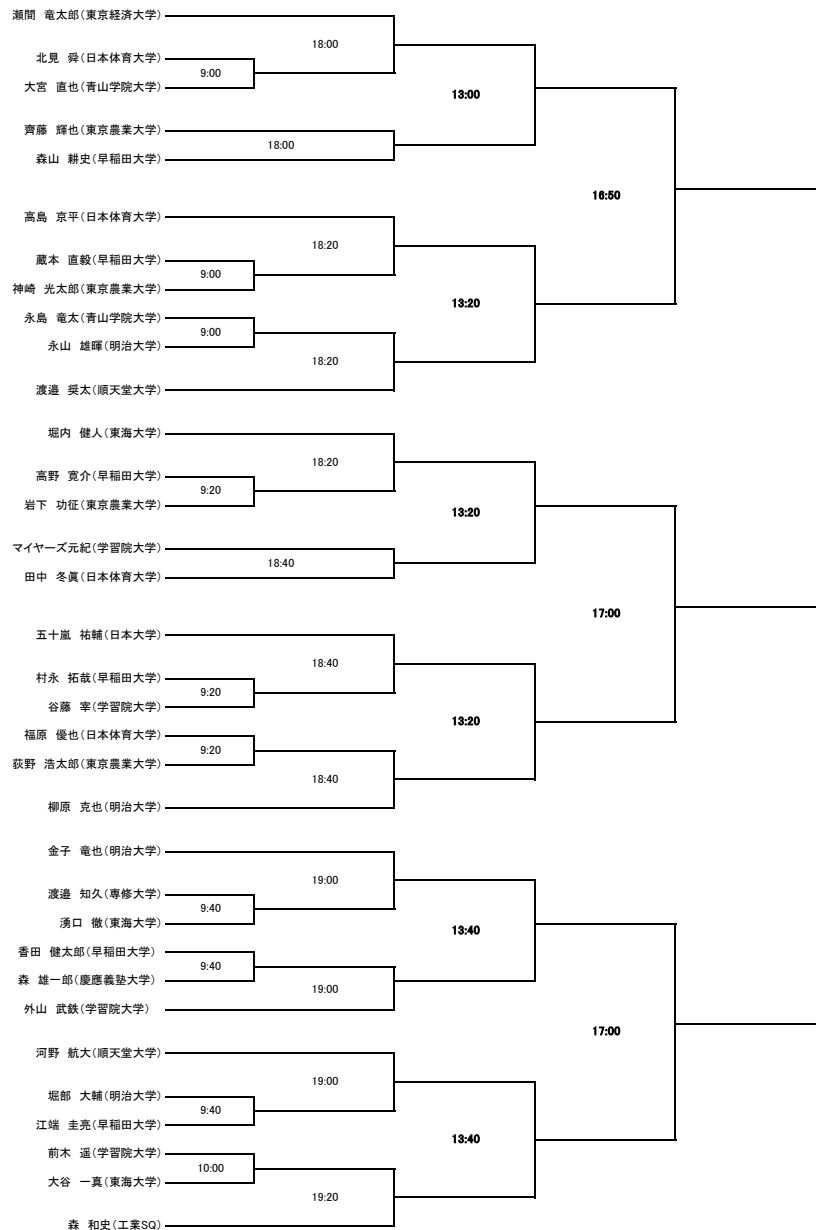 瀬間 竜太郎(東京経済大学)
18:00
北見 舜(日本体育大学)
9:00
大宮 直也(青山学院大学)
13:00
齊藤 輝也(東京農業大学)
18:00
森山 耕史(早稲田大学)
16:50
高島 京平(日本体育大学)
18:20
蔵本 直毅(早稲田大学)
9:00
神崎 光太郎(東京農業大学)
13:20
永島 竜太(青山学院大学)
9:00
永山 雄暉(明治大学)
18:20
渡邉 奨太(順天堂大学)
堀内 健人(東海大学)
18:20
高野 寛介(早稲田大学)
9:20
岩下 功征(東京農業大学)
13:20
マイヤーズ元紀(学習院大学)
18:40
田中 冬眞(日本体育大学)
17:00
五十嵐 祐輔(日本大学)
18:40
村永 拓哉(早稲田大学)
9:20
谷藤 宰(学習院大学)
13:20
福原 優也(日本体育大学)
9:20
荻野 浩太郎(東京農業大学)
18:40
柳原 克也(明治大学)
金子 竜也(明治大学)
19:00
渡邉 知久(専修大学)
9:40
湧口 徹(東海大学)
13:40
香田 健太郎(早稲田大学)
9:40
森 雄一郎(慶應義塾大学)
19:00
外山 武鉄(学習院大学)
17:00
河野 航大(順天堂大学)
19:00
堀部 大輔(明治大学)
9:40
江端 圭亮(早稲田大学)
13:40
前木 遥(学習院大学)
10:00
大谷 一真(東海大学)
19:20
森 和史(工業SQ)